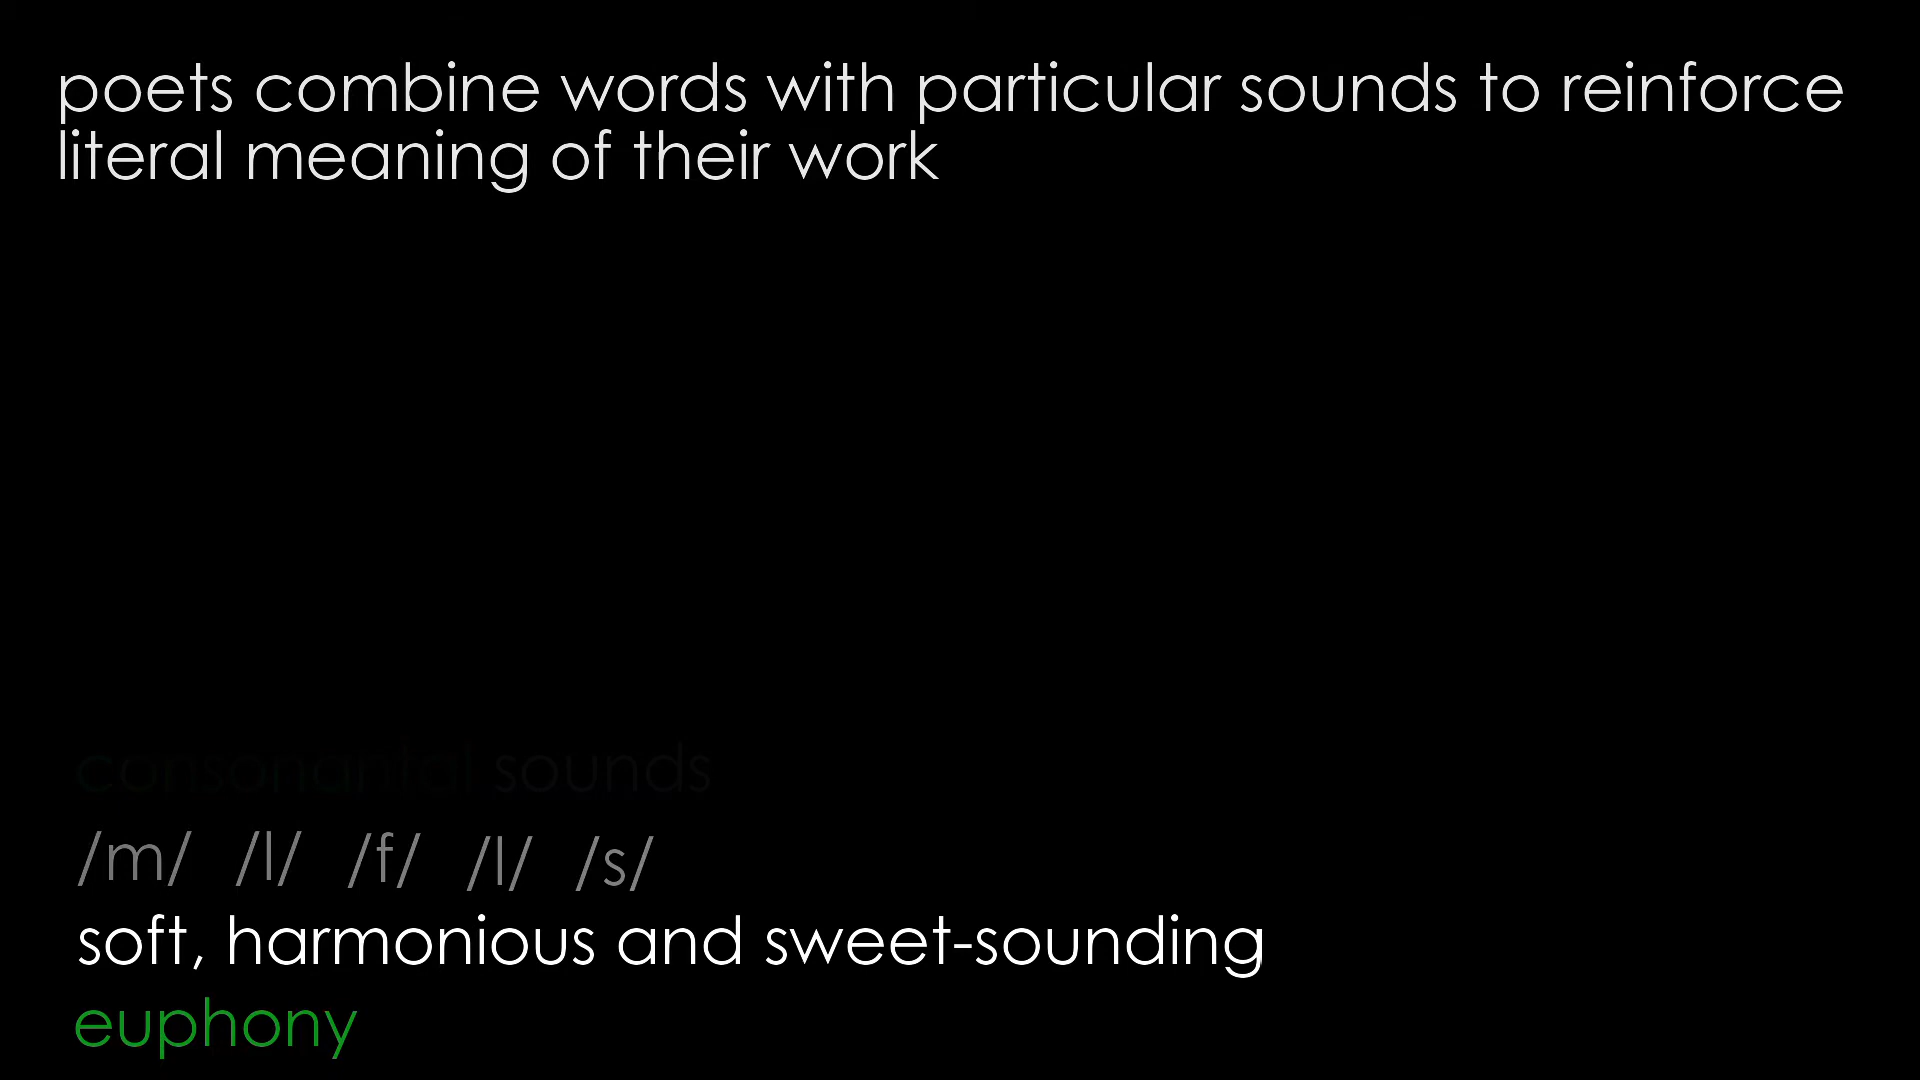 poets combine words with particular sounds to reinforce
literal meaning of their work
consonantal sounds
/m/ /l/ /f/ /l/ /s/
soft, harmonious and sweet-sounding
euphony